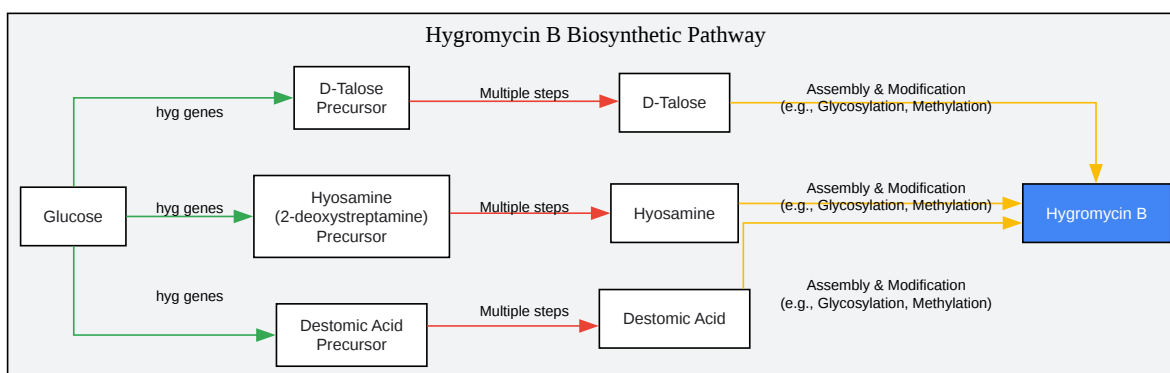 Hygromycin B Biosynthetic Pathway
D-Talose
Precursor
Multiple steps
D-Talose
Assembly & Modification
(e.g., Glycosylation, Methylation)
hyg genes
Glucose
hyg genes
Hyosamine
(2-deoxystreptamine)
Precursor
Multiple steps
Hyosamine
Assembly & Modification
(e.g., Glycosylation, Methylation)
Hygromycin B
hyg genes
Destomic Acid
Precursor
Multiple steps
Destomic Acid
Assembly & Modification
(e.g., Glycosylation, Methylation)